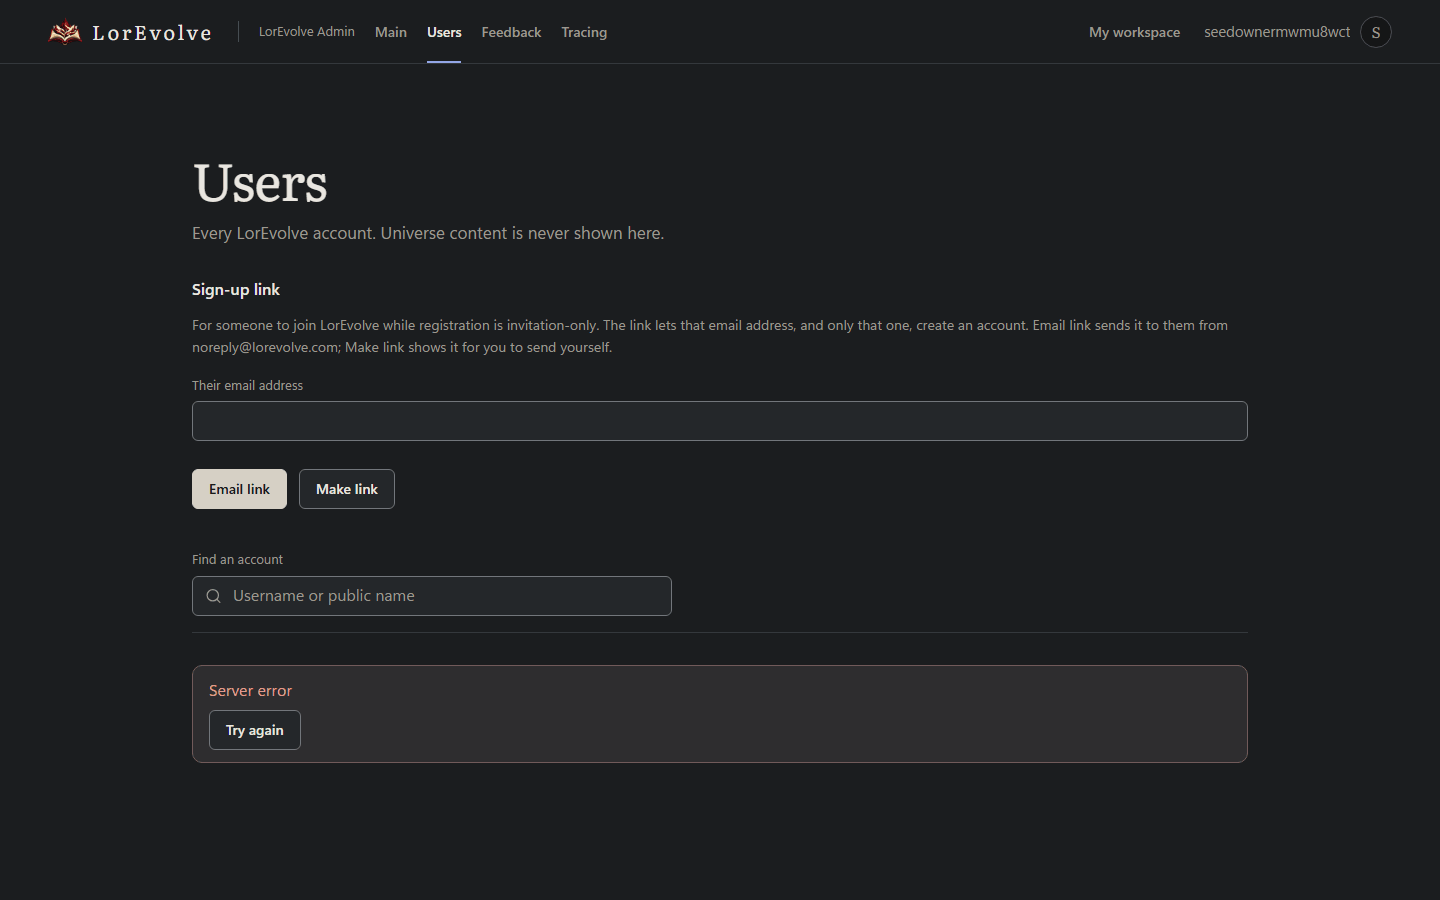 LorEvolve
LorEvolve Admin
Main
Users
Feedback
Tracing
My workspace
seedownermwmu8wct
S
Users
Every LorEvolve account. Universe content is never shown here.
Sign-up link
For someone to join LorEvolve while registration is invitation-only. The link lets that email address, and only that one, create an account. Email link sends it to them from
noreply@lorevolve.com; Make link shows it for you to send yourself.
Their email address
Email link
Make link
Find an account
Username or public name
Server error
Try again